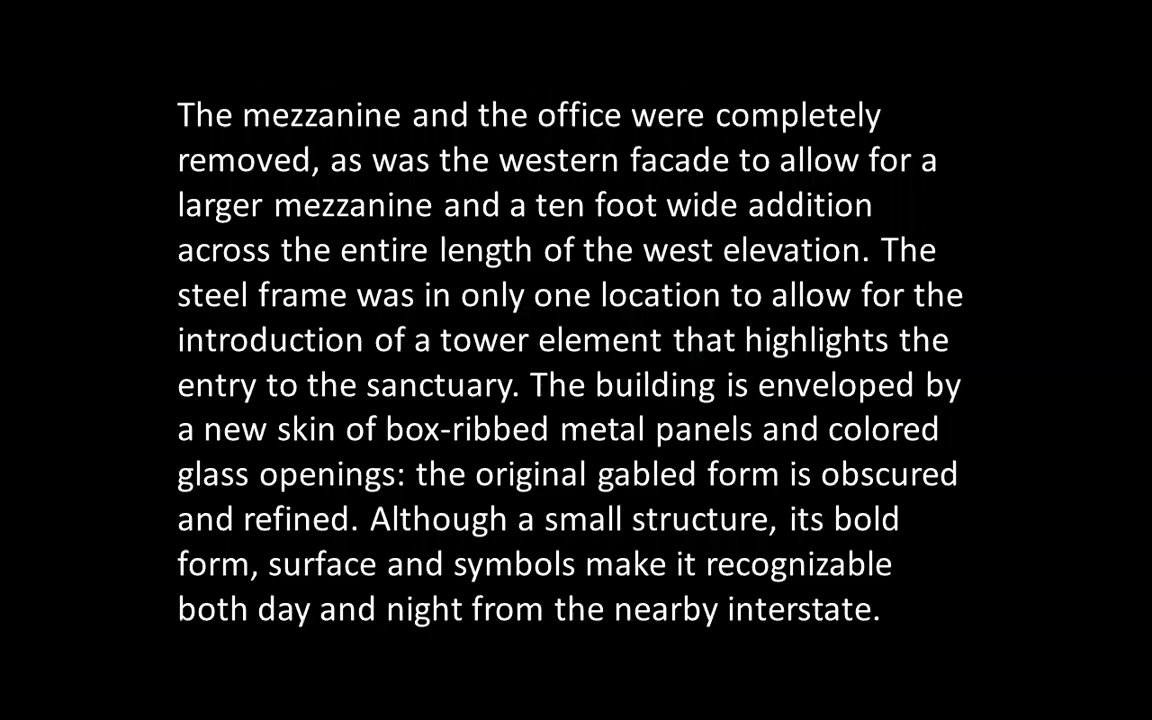 The mezzanine and the office were completely
removed, as was the western facade to allow for a
larger mezzanine and a ten foot wide addition
across the entire length of the west elevation. The
steel frame was in only one location to allow for the
introduction of a tower element that highlights the
entry to the sanctuary. The building is enveloped by
a new skin of box-ribbed metal panels and colored
glass openings: the original gabled form is obscured
and refined. Although a small structure, its bold
form, surface and symbols make it recognizable
both day and night from the nearby interstate.